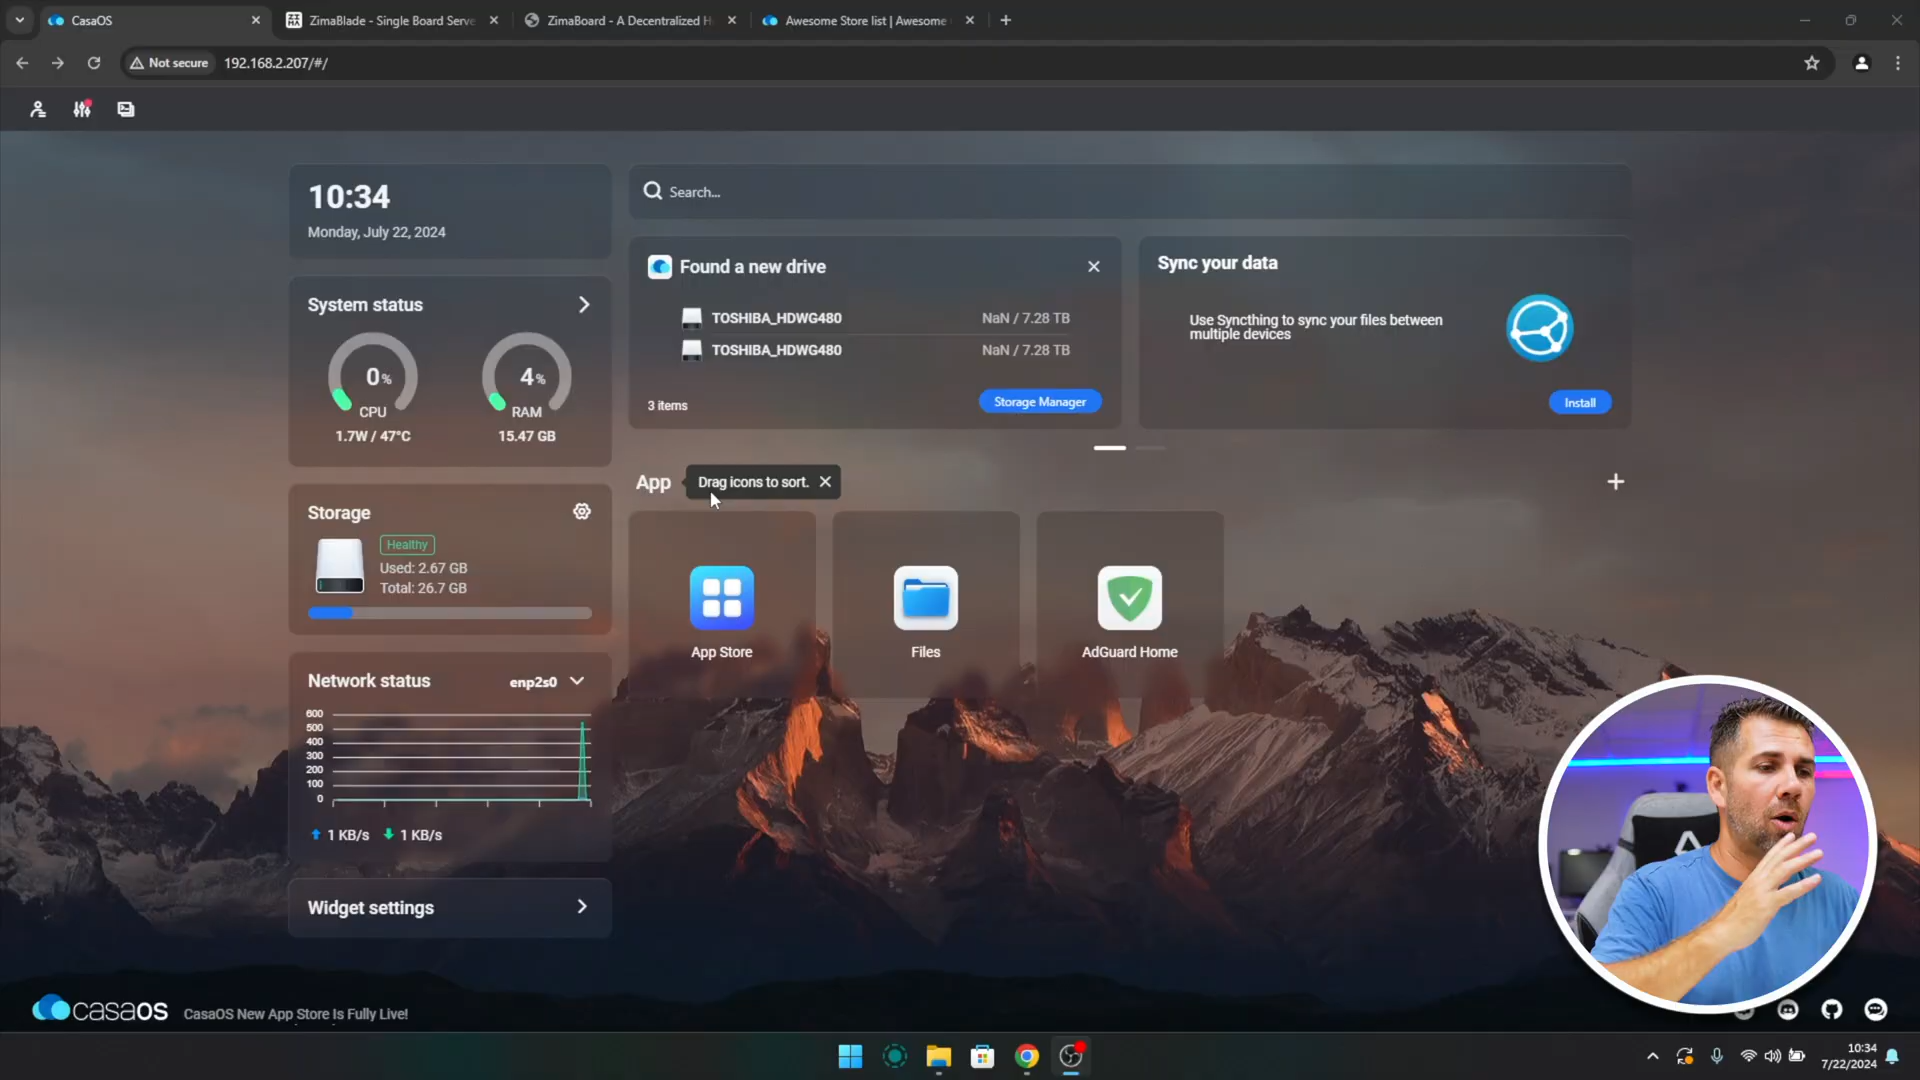 CasaOS
ZimaBlade - Single Board Serve
ZimaBoard - A Decentralized H
Awesome Store list | Awesome
Not secure
192.168.2.207/#/
10:34
Monday, July 22, 2024
Search...
System status
0%
CPU
1.7W / 47°C
4%
RAM
15.47 GB
Found a new drive
TOSHIBA_HDWG480 NaN / 7.28 TB
TOSHIBA_HDWG480 NaN / 7.28 TB
3 items
Storage Manager
Sync your data
Use Syncthing to sync your files between
multiple devices
Install
Storage
Healthy
Used: 2.67 GB
Total: 26.7 GB
App
Drag icons to sort.
App Store
Files
AdGuard Home
Network status
enp2s0
600
500
400
300
200
100
0
1 KB/s 1 KB/s
Widget settings
casaOS
CasaOS New App Store Is Fully Live!
10:34
7/22/2024